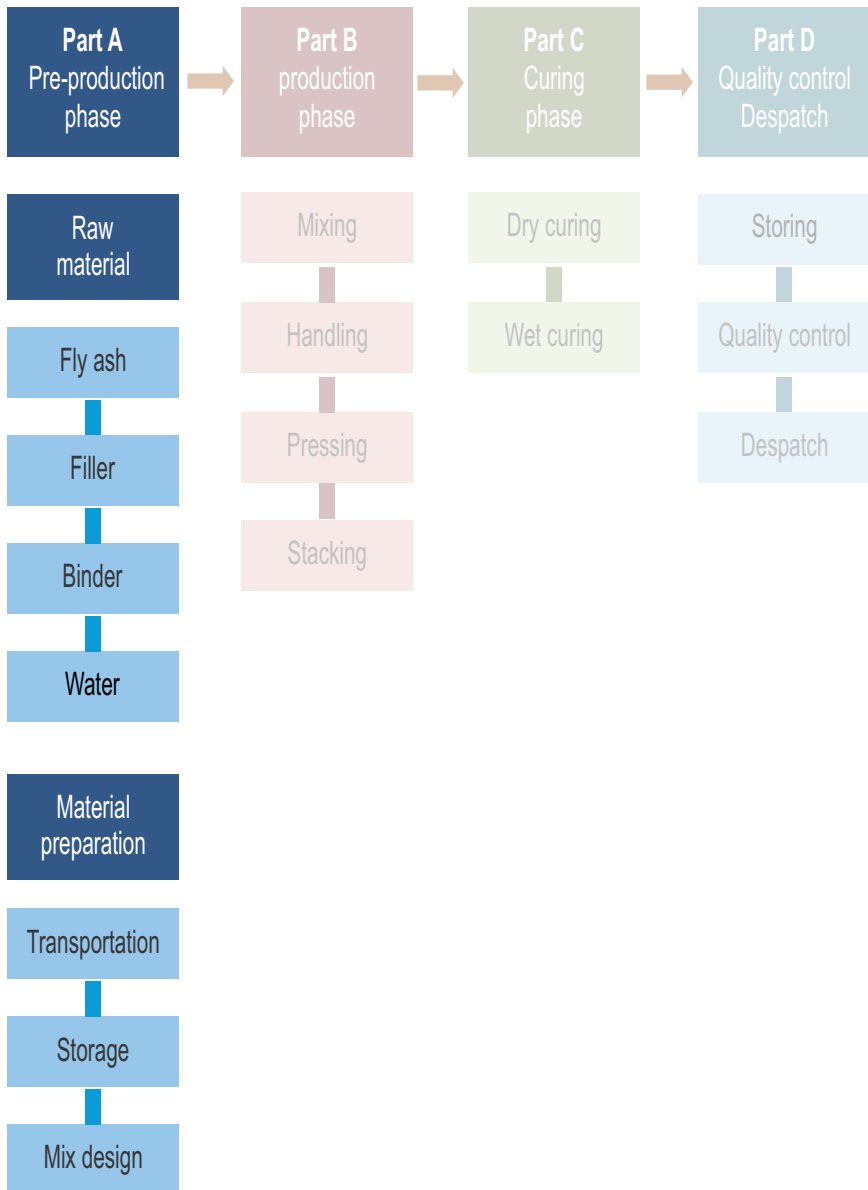 Part A
Pre-production
phase
Part B
production
phase
Part C
Curing
phase
Part D
Quality control
Despatch
Raw
material
Fly ash
Filler
Binder
Water
Material
preparation
Transportation
Storage
Mix design
Mixing
Handling
Pressing
Stacking
Dry curing
Wet curing
Storing
Quality control
Despatch